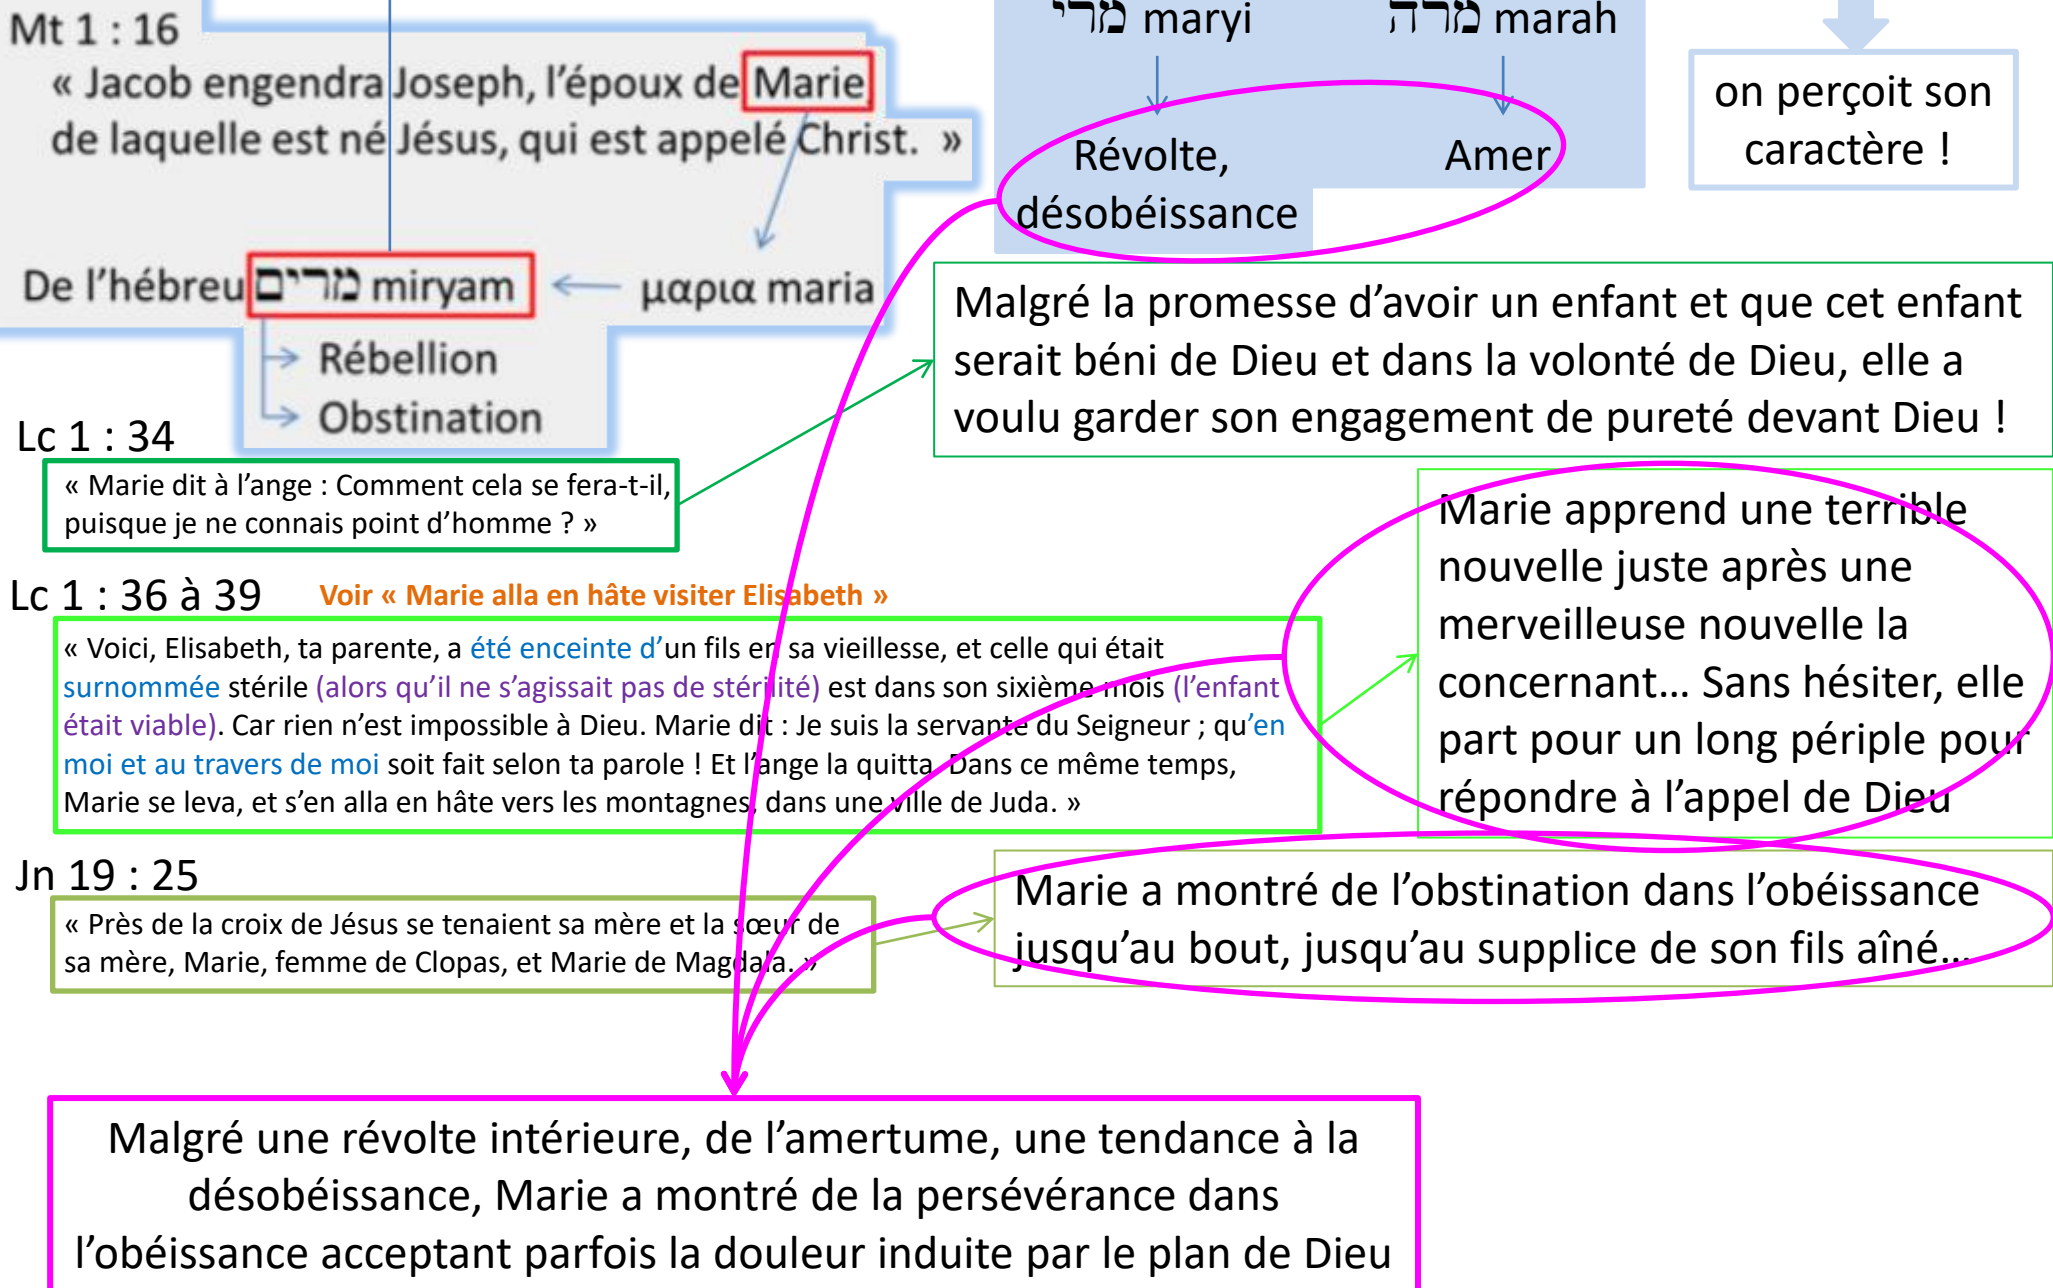 Mt 1 : 16
« Jacob engendra Joseph, l’époux de Marie,
de laquelle est né Jésus, qui est appelé Christ. »
De l’hébreu מרים miryam
μαρια maria
Rébellion
Obstination
מרי maryi
מרה marah
Révolte,
désobéissance
Amer
on perçoit son
caractère !
Lc 1 : 34
« Marie dit à l’ange : Comment cela se fera-t-il,
puisque je ne connais point d’homme ? »
Malgré la promesse d’avoir un enfant et que cet enfant
serait béni de Dieu et dans la volonté de Dieu, elle a
voulu garder son engagement de pureté devant Dieu !
Lc 1 : 36 à 39
Voir « Marie alla en hâte visiter Elisabeth »
« Voici, Elisabeth, ta parente, a été enceinte d’un fils en sa vieillesse, et celle qui était
surnommée stérile (alors qu’il ne s’agissait pas de stérilité) est dans son sixième mois (l’enfant
était viable). Car rien n’est impossible à Dieu. Marie dit : Je suis la servante du Seigneur ; qu’en
moi et au travers de moi soit fait selon ta parole ! Et l’ange la quitta. Dans ce même temps,
Marie se leva, et s’en alla en hâte vers les montagnes, dans une ville de Juda. »
Marie apprend une terrible
nouvelle juste après une
merveilleuse nouvelle la
concernant… Sans hésiter, elle
part pour un long périple pour
répondre à l’appel de Dieu
Jn 19 : 25
« Près de la croix de Jésus se tenaient sa mère et la sœur de
sa mère, Marie, femme de Clopas, et Marie de Magdala. »
Marie a montré de l’obstination dans l’obéissance
jusqu’au bout, jusqu’au supplice de son fils aîné…
Malgré une révolte intérieure, de l’amertume, une tendance à la
désobéissance, Marie a montré de la persévérance dans
l’obéissance acceptant parfois la douleur induite par le plan de Dieu